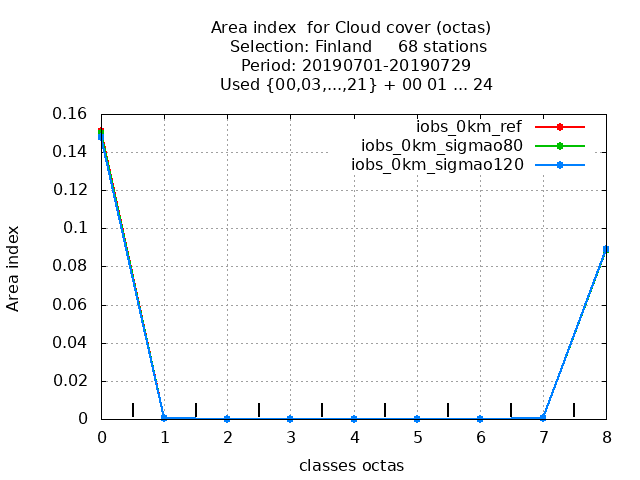 Area index  for Cloud cover (octas)
Selection: Finland     68 stations
Period: 20190701-20190729
Used {00,03,...,21} + 00 01 ... 24
iobs_0km_ref
iobs_0km_sigmao80
iobs_0km_sigmao120
Area index
0.16
0.14
0.12
0.1
0.08
0.06
0.04
0.02
0
0 1 2 3 4 5 6 7 8
classes octas